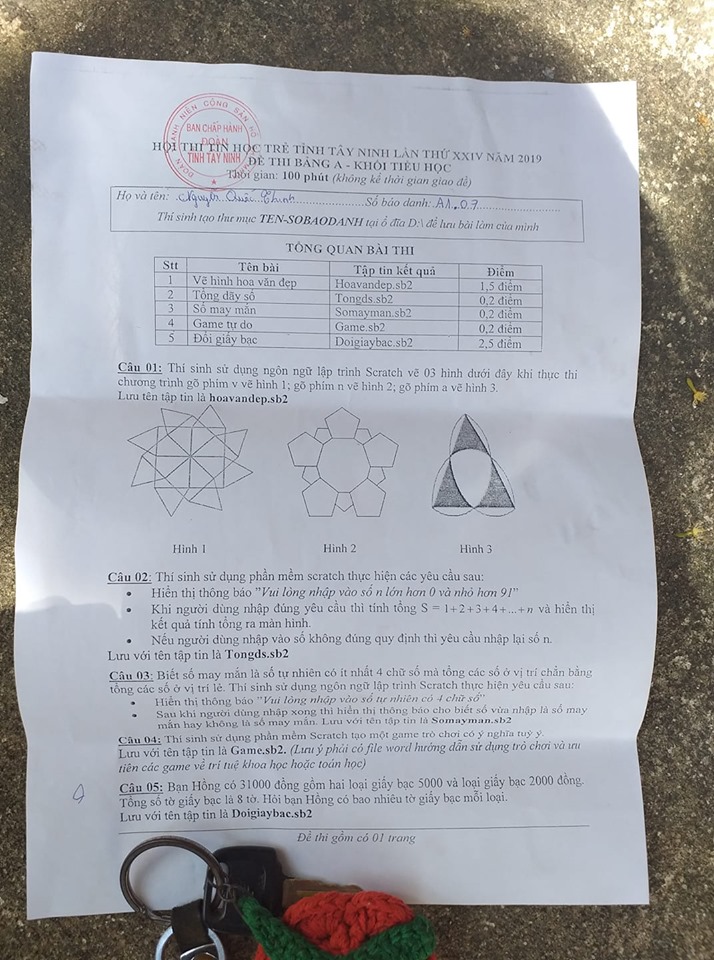 ĐOÀN THANH NIÊN CỘNG SẢN HỒ
BAN CHẤP HÀNH
ĐOÀN
TỈNH TÂY NINH
HỘI THI TIN HỌC TRẺ TỈNH TÂY NINH LẦN THỨ XXIV NĂM 2019
ĐỀ THI BẢNG A - KHỐI TIỂU HỌC
Thời gian: 100 phút (không kể thời gian giao đề)
Họ và tên: Nguyễn Số báo danh: A1.07
Thí sinh tạo thư mục TEN-SOBAODANH tại ổ đĩa D:\ để lưu bài làm của mình
TỔNG QUAN BÀI THI
Stt Tên bài Tập tin kết quả Điểm
1 Vẽ hình hoa văn đẹp Hoavandep.sb2 1,5 điểm
2 Tổng dãy số Tongds.sb2 0,2 điểm
3 Số may mắn Somayman.sb2 0,2 điểm
4 Game tự do Game.sb2 0,2 điểm
5 Đổi giấy bạc Doigiaybac.sb2 2,5 điểm
Câu 01: Thí sinh sử dụng ngôn ngữ lập trình Scratch vẽ 03 hình dưới đây khi thực thi
chương trình gõ phím v vẽ hình 1; gõ phím n vẽ hình 2; gõ phím a vẽ hình 3.
Lưu tên tập tin là hoavandep.sb2
Hình 1 Hình 2 Hình 3
Câu 02: Thí sinh sử dụng phần mềm scratch thực hiện các yêu cầu sau:
• Hiển thị thông báo "Vui lòng nhập vào số n lớn hơn 0 và nhỏ hơn 91"
• Khi người dùng nhập đúng yêu cầu thì tính tổng S = 1+2+3+4+...+n và hiển thị
kết quả tính tổng ra màn hình.
• Nếu người dùng nhập vào số không đúng quy định thì yêu cầu nhập lại số n.
Lưu với tên tập tin là Tongds.sb2
Câu 03: Biết số may mắn là số tự nhiên có ít nhất 4 chữ số mà tổng các số ở vị trí chẵn bằng
tổng các số ở vị trí lẻ. Thí sinh sử dụng ngôn ngữ lập trình Scratch thực hiện yêu cầu sau:
• Hiển thị thông báo "Vui lòng nhập vào số tự nhiên có 4 chữ số"
• Sau khi người dùng nhập xong thì hiển thị thông báo cho biết số vừa nhập là số may
mắn hay không là số may mắn. Lưu với tên tập tin là Somayman.sb2
Câu 04: Thí sinh sử dụng phần mềm Scratch tạo một game trò chơi có ý nghĩa tuỳ ý.
Lưu với tên tập tin là Game.sb2. (Lưu ý phải có file word hướng dẫn sử dụng trò chơi và ưu
tiên các game về trí tuệ khoa học hoặc toán học)
Câu 05: Bạn Hồng có 31000 đồng gồm hai loại giấy bạc 5000 và loại giấy bạc 2000 đồng.
Tổng số tờ giấy bạc là 8 tờ. Hỏi bạn Hồng có bao nhiêu tờ giấy bạc mỗi loại.
Lưu với tên tập tin là Doigiaybac.sb2
Đề thi gồm có 01 trang